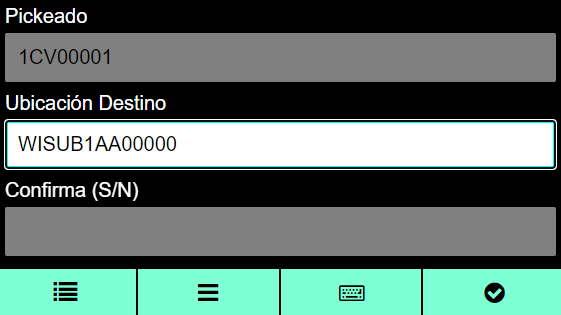 Pickeado
1CV00001
Ubicación Destino
WISUB1AA00000
Confirma (S/N)